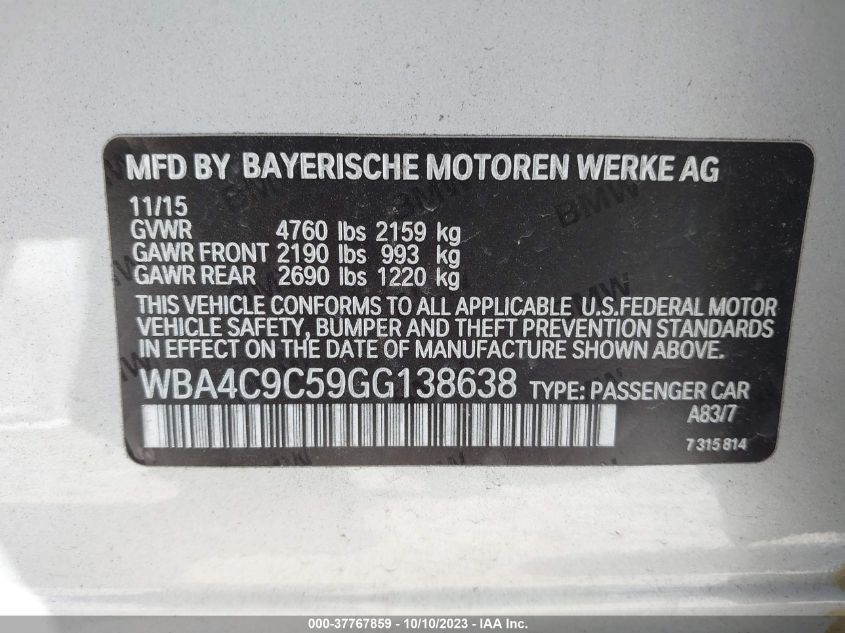 MFD BY BAYERISCHE MOTOREN WERKE AG
11/15
GVWR 4760 lbs 2159 kg
GAWR FRONT 2190 lbs 993 kg
GAWR REAR 2690 lbs 1220 kg
THIS VEHICLE CONFORMS TO ALL APPLICABLE U.S.FEDERAL MOTOR
VEHICLE SAFETY, BUMPER AND THEFT PREVENTION STANDARDS
IN EFFECT ON THE DATE OF MANUFACTURE SHOWN ABOVE.
WBA4C9C59GG138638 TYPE: PASSENGER CAR
A83/7
7 315 814
000-37767859 - 10/10/2023 - IAA Inc.